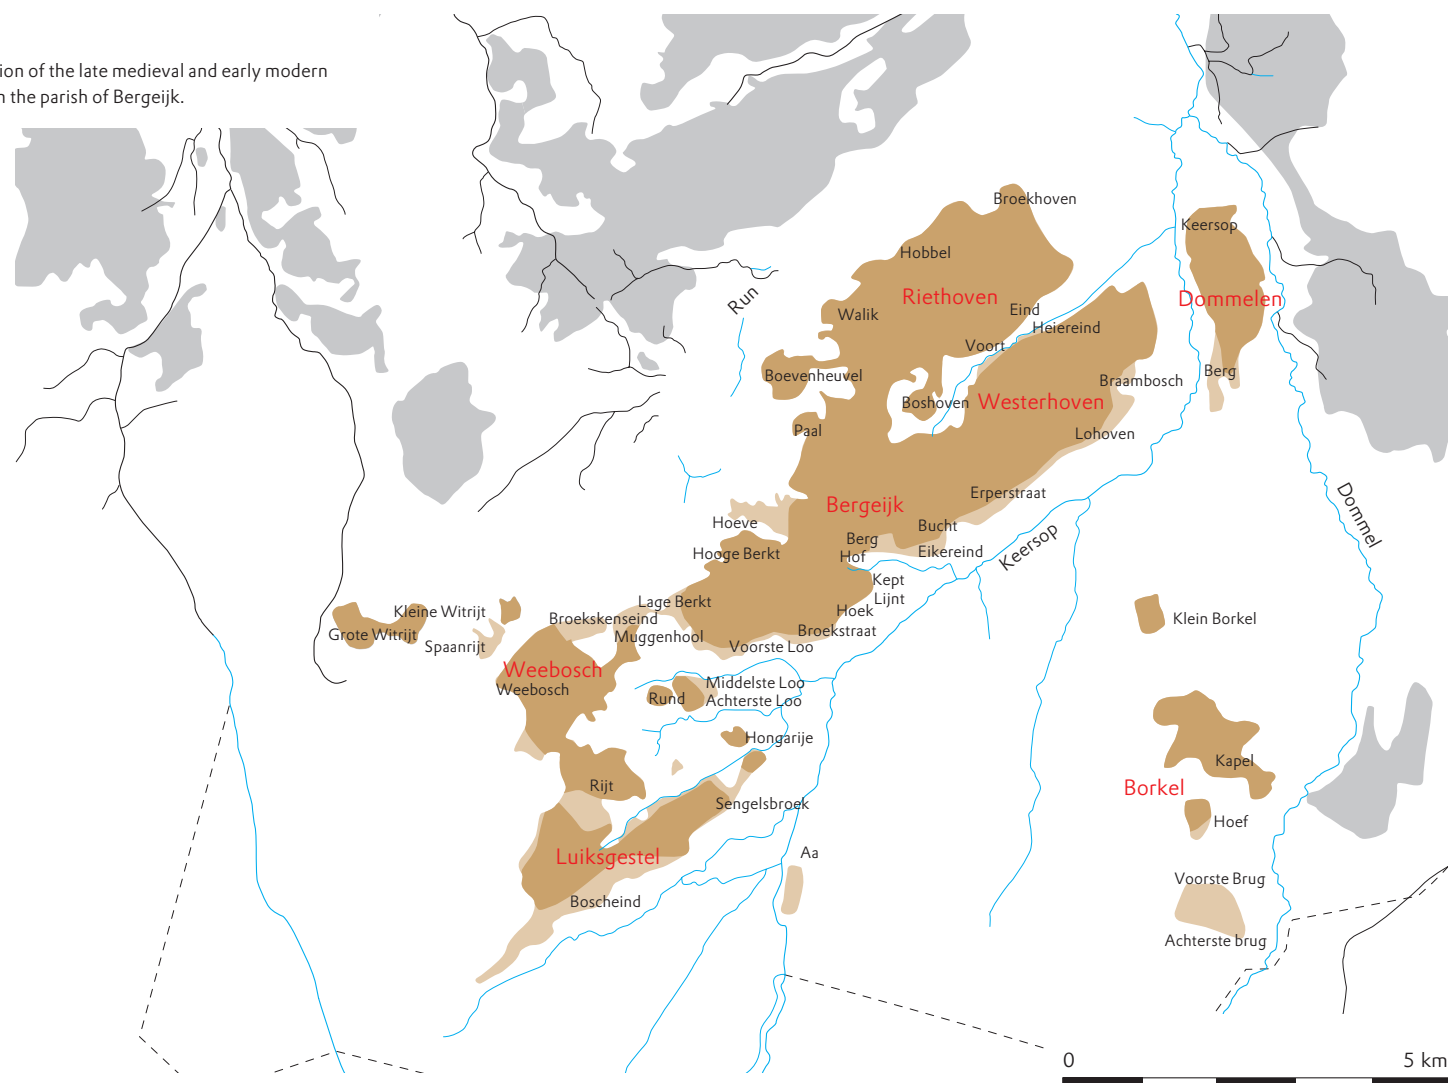 ion of the late medieval and early modern
n the parish of Bergeijk.
Broekhoven
Keersop
Hobbel
Riethoven
Dommelen
Run
Eind
Walik
Heiereind
Voort
Berg
Boevenheuvel
Braambosch
Boshoven
Westerhoven
Paal
Lohoven
Erperstraat
Bergeijk
Dommel
Hoeve
Bucht
Berg
Keersop
Hooge Berkt
Hof
Eikereind
Kept
Lijnt
Lage Berkt
Kleine Witrijt
Hoek
Broekskenseind
Klein Borkel
Grote Witrijt
Muggenhool
Broekstraat
Spaanrijt
Voorste Loo
Weebosch
Weebosch
Middelste Loo
Rund
Achterste Loo
Hongarije
Kapel
Rijt
Borkel
Sengelsbroek
Hoef
Luiksgestel
Aa
Voorste Brug
Boscheind
Achterste brug
0
5 km